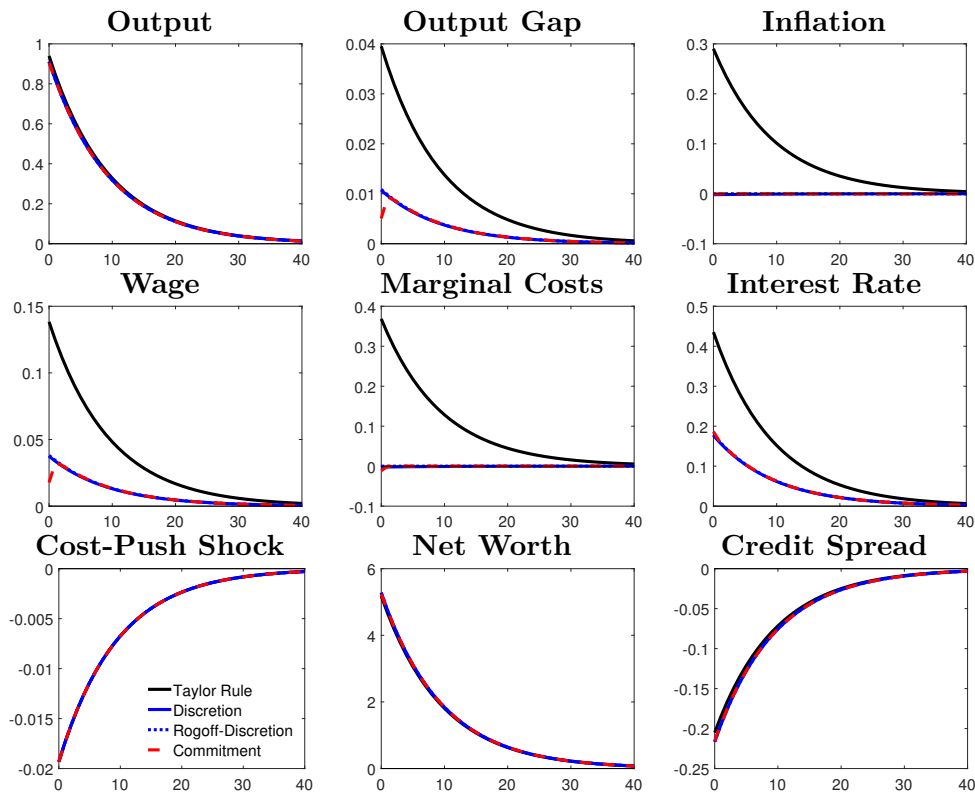 Output
1
0.8
0.6
0.4
0.2
0
0 10 20 30 40
Output Gap
0.04
0.03
0.02
0.01
0
0 10 20 30 40
Inflation
0.3
0.2
0.1
0
-0.1
0 10 20 30 40
Wage
0.15
0.1
0.05
0
0 10 20 30 40
Marginal Costs
0.4
0.3
0.2
0.1
0
-0.1
0 10 20 30 40
Interest Rate
0.5
0.4
0.3
0.2
0.1
0
0 10 20 30 40
Cost-Push Shock
0
-0.005
-0.01
-0.015
-0.02
0 10 20 30 40
Taylor Rule
Discretion
Rogoff-Discretion
Commitment
Net Worth
6
4
2
0
0 10 20 30 40
Credit Spread
0
-0.05
-0.1
-0.15
-0.2
-0.25
0 10 20 30 40